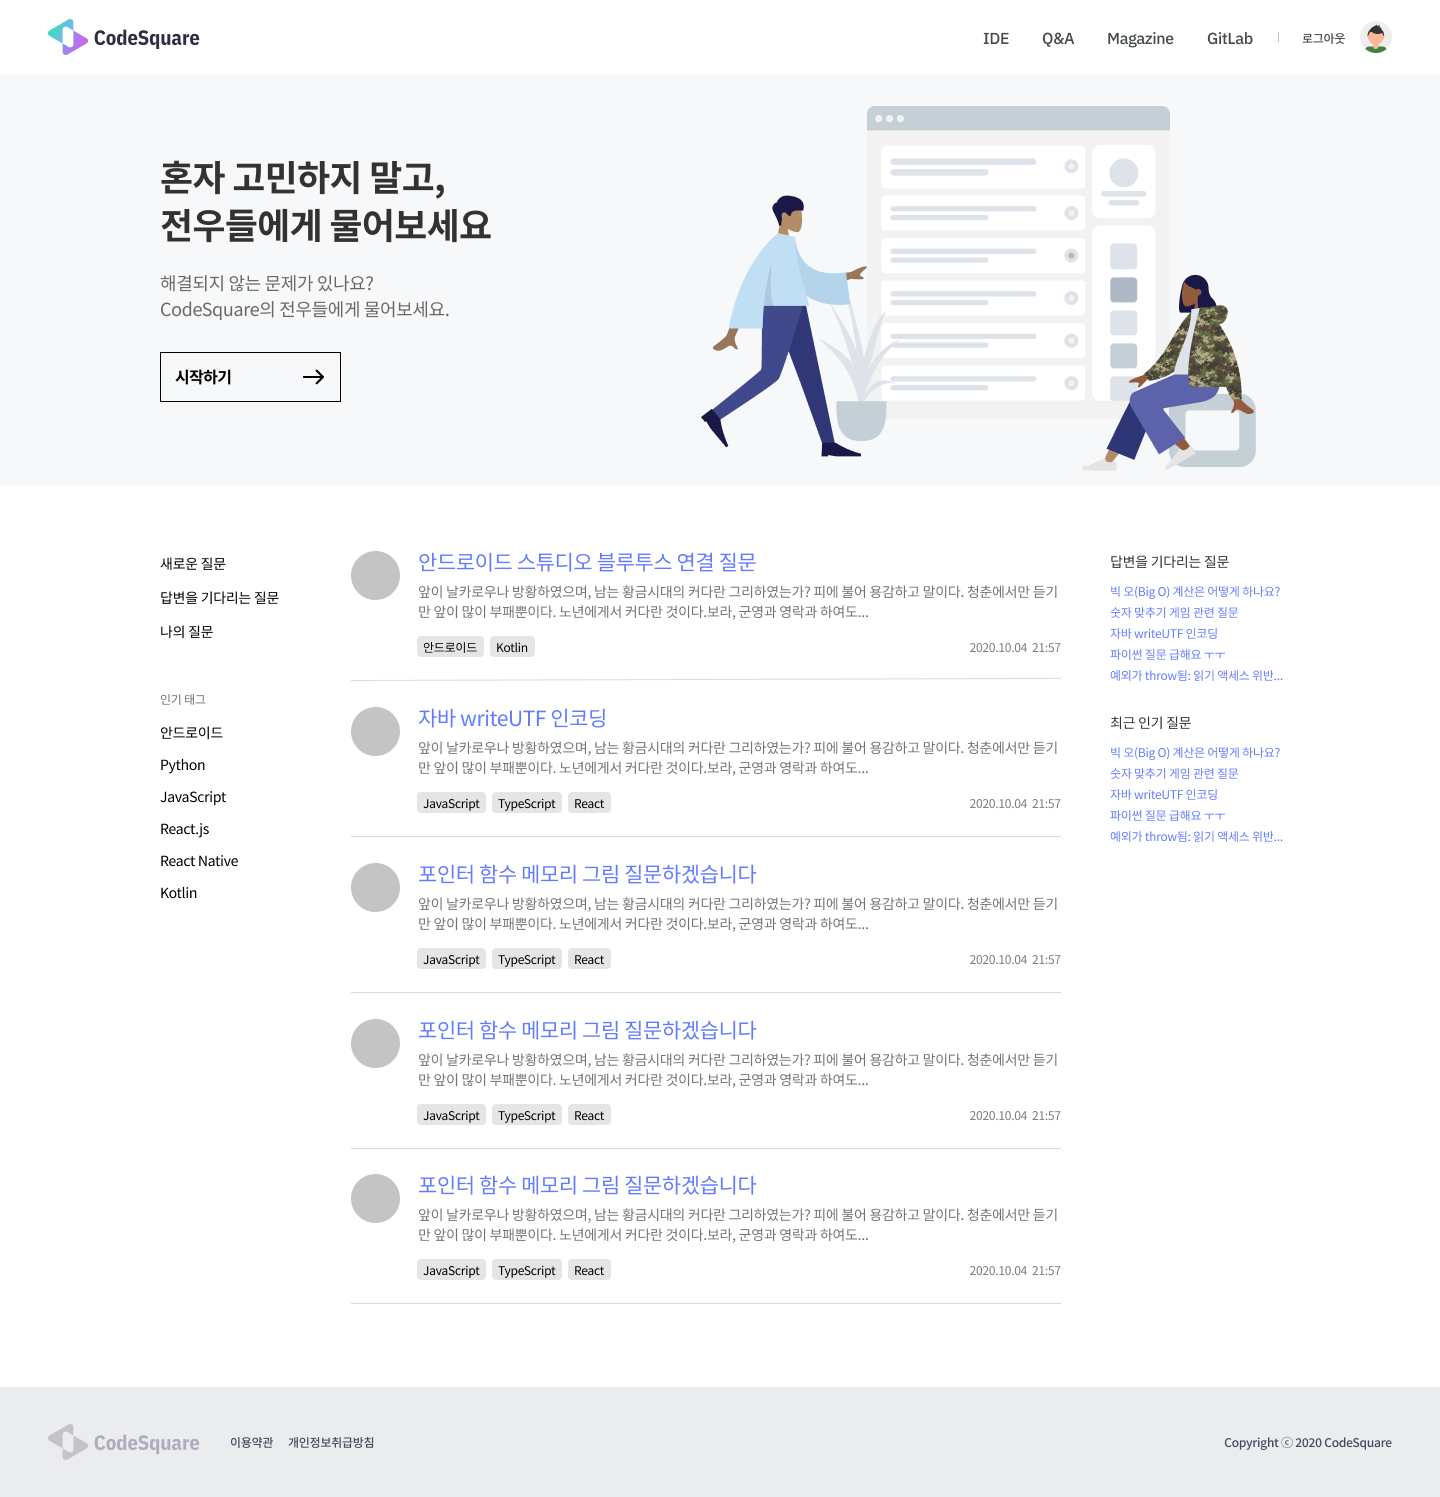 CodeSquare
IDE
Q&A
Magazine
GitLab
로그아웃
혼자 고민하지 말고,
전우들에게 물어보세요
해결되지 않는 문제가 있나요?
CodeSquare의 전우들에게 물어보세요.
시작하기
새로운 질문
답변을 기다리는 질문
나의 질문
인기 태그
안드로이드
Python
JavaScript
React.js
React Native
Kotlin
안드로이드 스튜디오 블루투스 연결 질문
앞이 날카로우나 방황하였으며, 남는 황금시대의 커다란 그리하였는가? 피에 불어 용감하고 말이다. 청춘에서만 듣기
만 앞이 많이 부패뿐이다. 노년에게서 커다란 것이다.보라, 군영과 영락과 하여도...
안드로이드 Kotlin 2020.10.04 21:57
자바 writeUTF 인코딩
앞이 날카로우나 방황하였으며, 남는 황금시대의 커다란 그리하였는가? 피에 불어 용감하고 말이다. 청춘에서만 듣기
만 앞이 많이 부패뿐이다. 노년에게서 커다란 것이다.보라, 군영과 영락과 하여도...
JavaScript TypeScript React 2020.10.04 21:57
포인터 함수 메모리 그림 질문하겠습니다
앞이 날카로우나 방황하였으며, 남는 황금시대의 커다란 그리하였는가? 피에 불어 용감하고 말이다. 청춘에서만 듣기
만 앞이 많이 부패뿐이다. 노년에게서 커다란 것이다.보라, 군영과 영락과 하여도...
JavaScript TypeScript React 2020.10.04 21:57
포인터 함수 메모리 그림 질문하겠습니다
앞이 날카로우나 방황하였으며, 남는 황금시대의 커다란 그리하였는가? 피에 불어 용감하고 말이다. 청춘에서만 듣기
만 앞이 많이 부패뿐이다. 노년에게서 커다란 것이다.보라, 군영과 영락과 하여도...
JavaScript TypeScript React 2020.10.04 21:57
포인터 함수 메모리 그림 질문하겠습니다
앞이 날카로우나 방황하였으며, 남는 황금시대의 커다란 그리하였는가? 피에 불어 용감하고 말이다. 청춘에서만 듣기
만 앞이 많이 부패뿐이다. 노년에게서 커다란 것이다.보라, 군영과 영락과 하여도...
JavaScript TypeScript React 2020.10.04 21:57
답변을 기다리는 질문
빅 오(Big O) 계산은 어떻게 하나요?
숫자 맞추기 게임 관련 질문
자바 writeUTF 인코딩
파이썬 질문 급해요 ㅜㅜ
예외가 throw됨: 읽기 액세스 위반...
최근 인기 질문
빅 오(Big O) 계산은 어떻게 하나요?
숫자 맞추기 게임 관련 질문
자바 writeUTF 인코딩
파이썬 질문 급해요 ㅜㅜ
예외가 throw됨: 읽기 액세스 위반...
CodeSquare
이용약관
개인정보취급방침
Copyright ⓒ 2020 CodeSquare